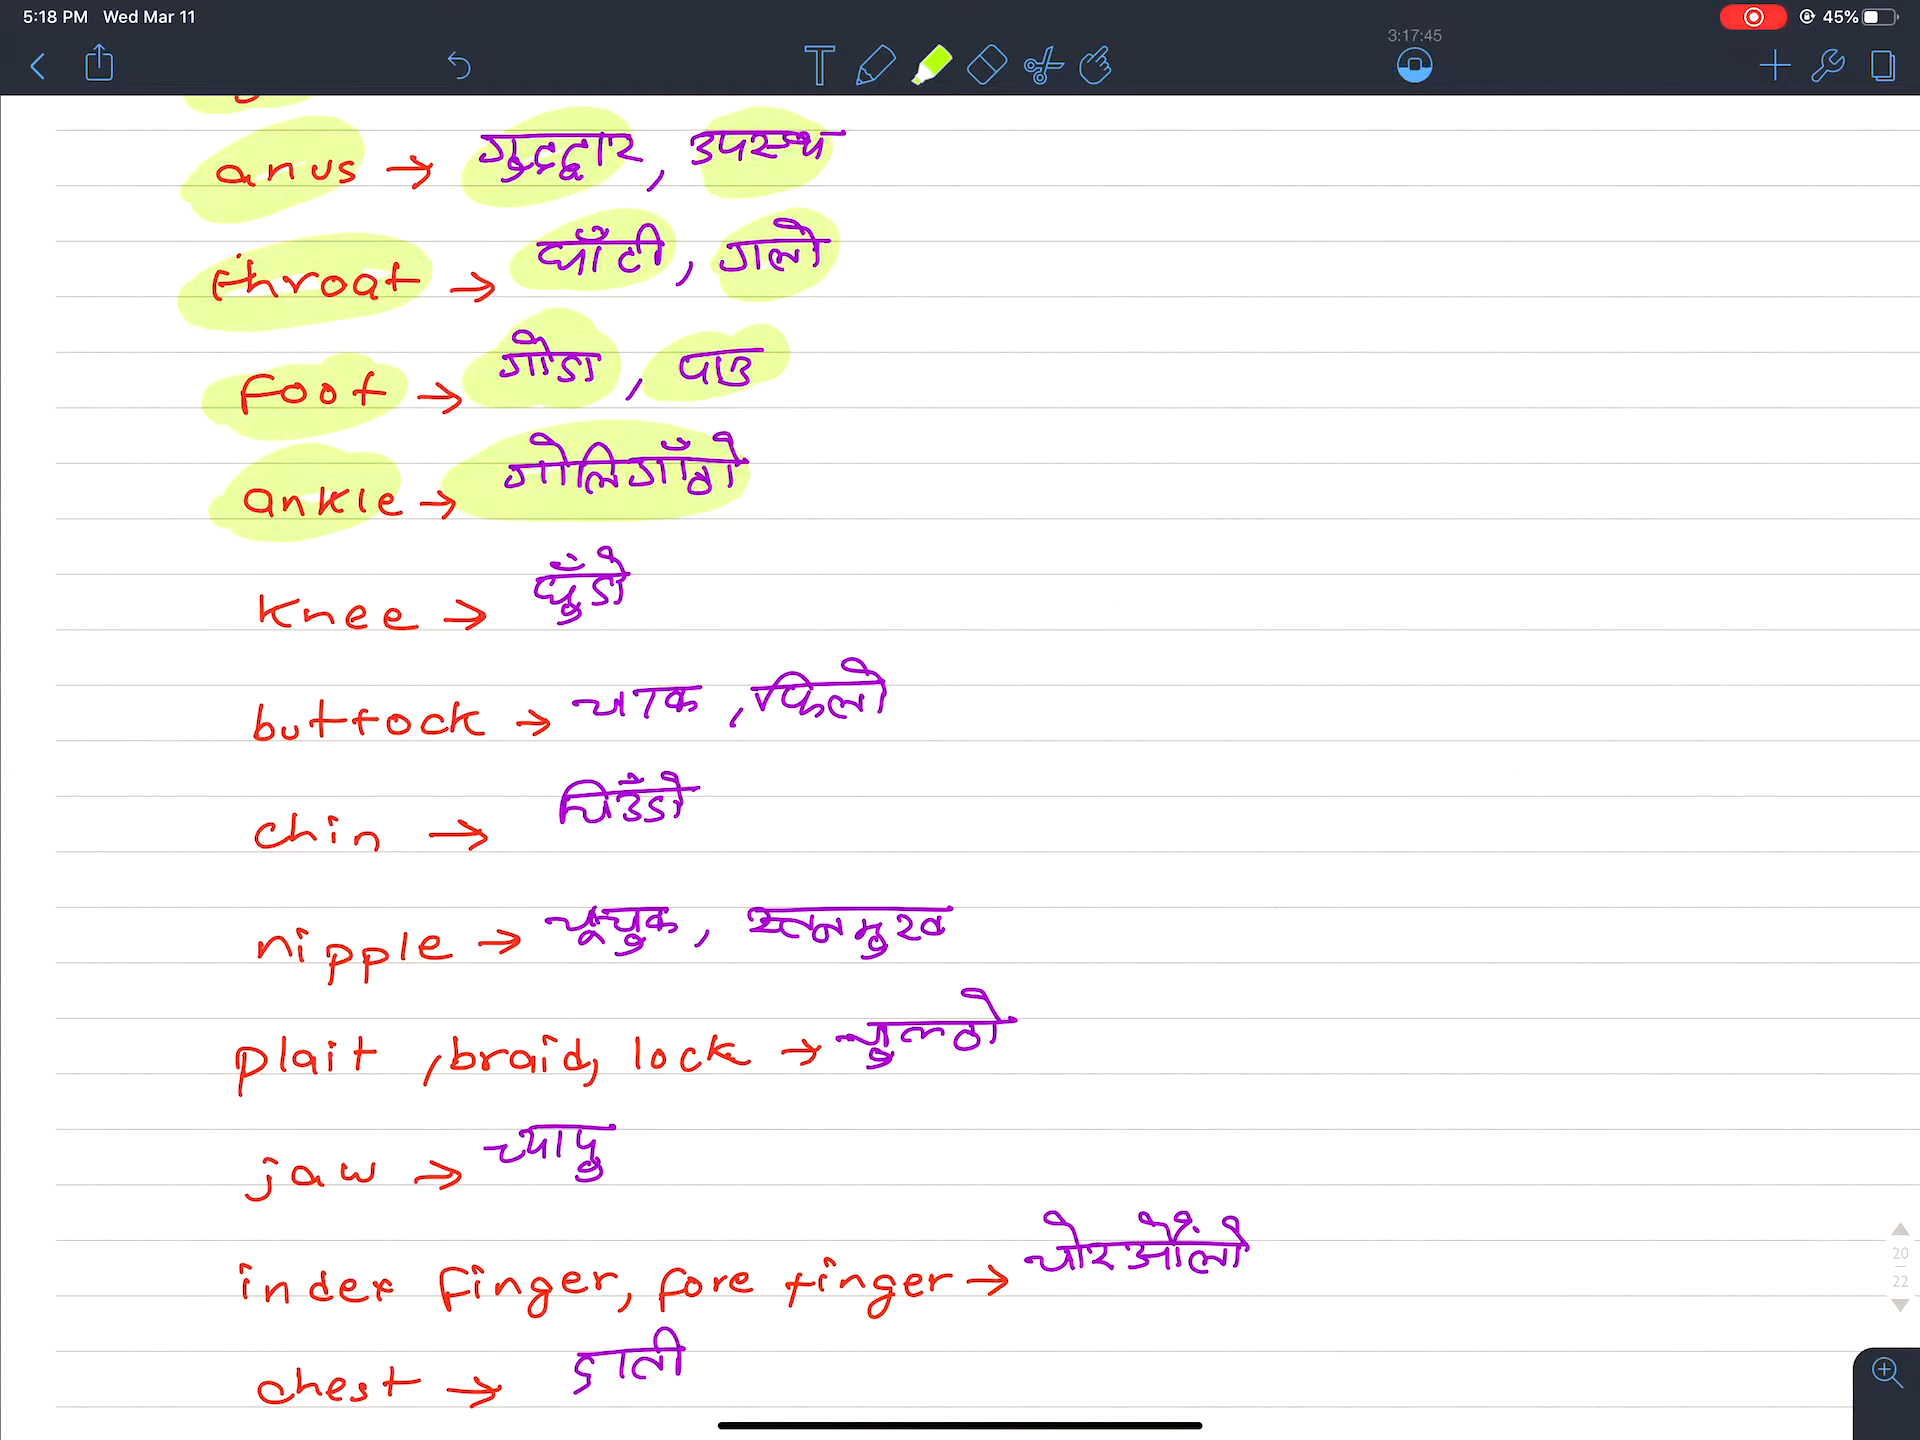 5:18 PM Wed Mar 11
45%
3:17:45
anus → गुदद्वार, उपस्थ
throat → घाँटी, गलो
foot → गोडा, पाउ
ankle → गोलिगाँठो
knee → घुँडो
buttock → चाक, फिलो
chin → चिउँडो
nipple → चूचुक, स्तनमुख
plait, braid, lock → चुल्ठो
jaw → च्यापु
index finger, fore finger → चोरऔंलो
chest → छाती
20
22